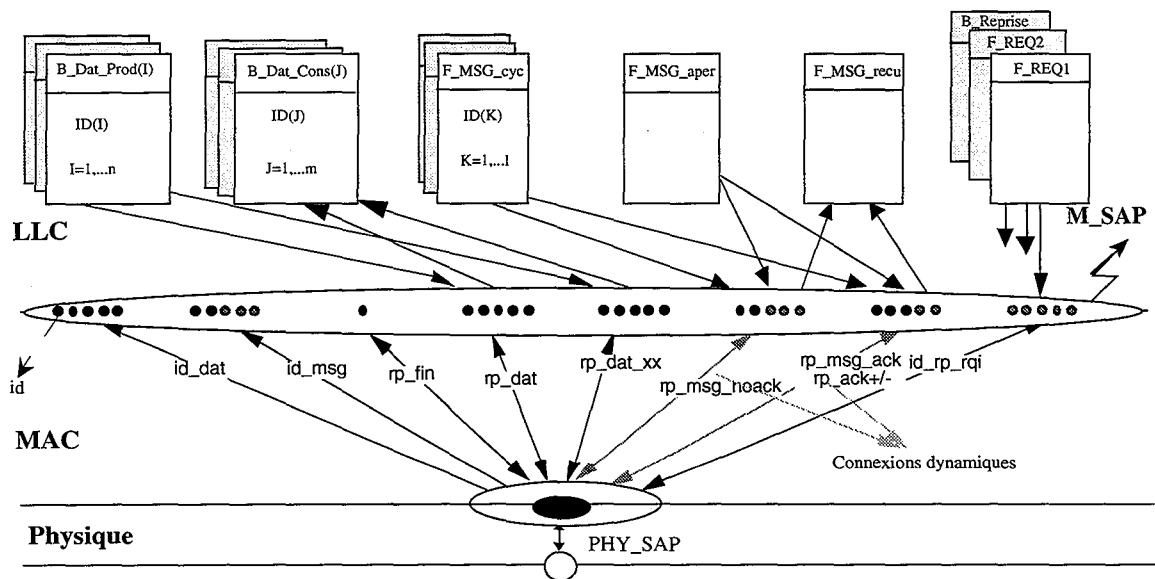 B_Reprise
F_REQ2
F_REQ1
B_Dat_Prod(I)
B_Dat_Cons(J)
F_MSG_cyc
F_MSG_aper
F_MSG_recu
ID(I)
ID(J)
ID(K)
I=1,...n
J=1,...m
K=1,...l
LLC
M_SAP
id
id_dat
id_msg
rp_fin
rp_dat
rp_dat_xx
rp_msg_noack
rp_msg_ack
rp_ack+/-
id_rp_rqi
MAC
Connexions dynamiques
Physique
PHY_SAP